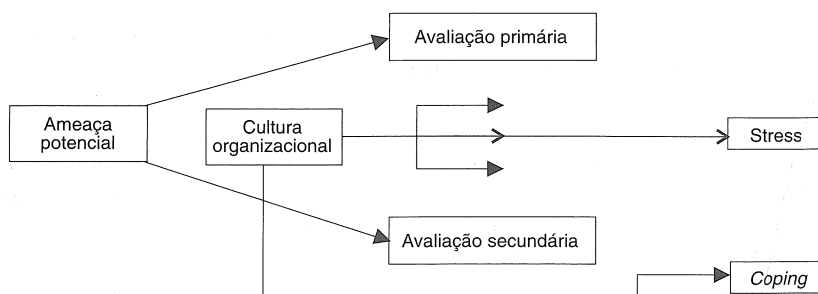 Avaliação primária
Ameaça
potencial
Cultura
organizacional
Stress
Avaliação secundária
Coping